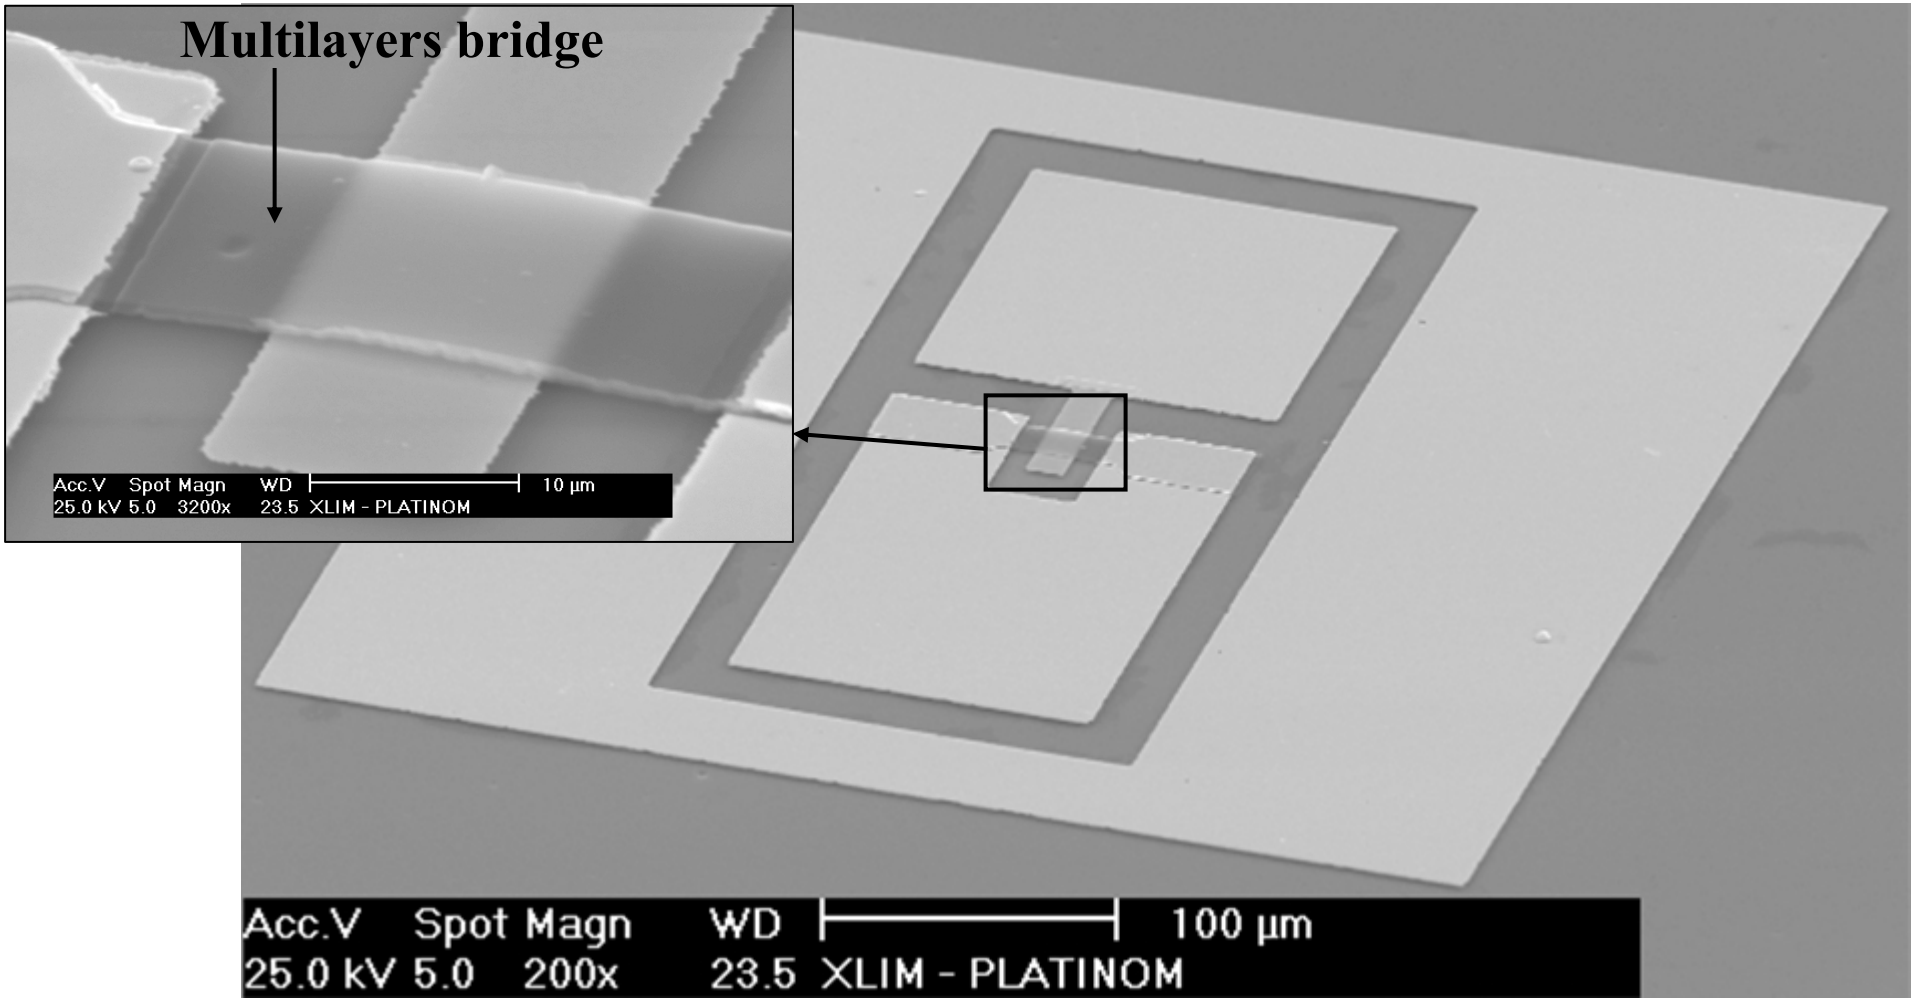 Multilayers bridge
Acc.V Spot Magn WD 10 µm
25.0 kV 5.0 3200x 23.5 XLIM - PLATINOM
Acc.V Spot Magn WD 100 µm
25.0 kV 5.0 200x 23.5 XLIM - PLATINOM